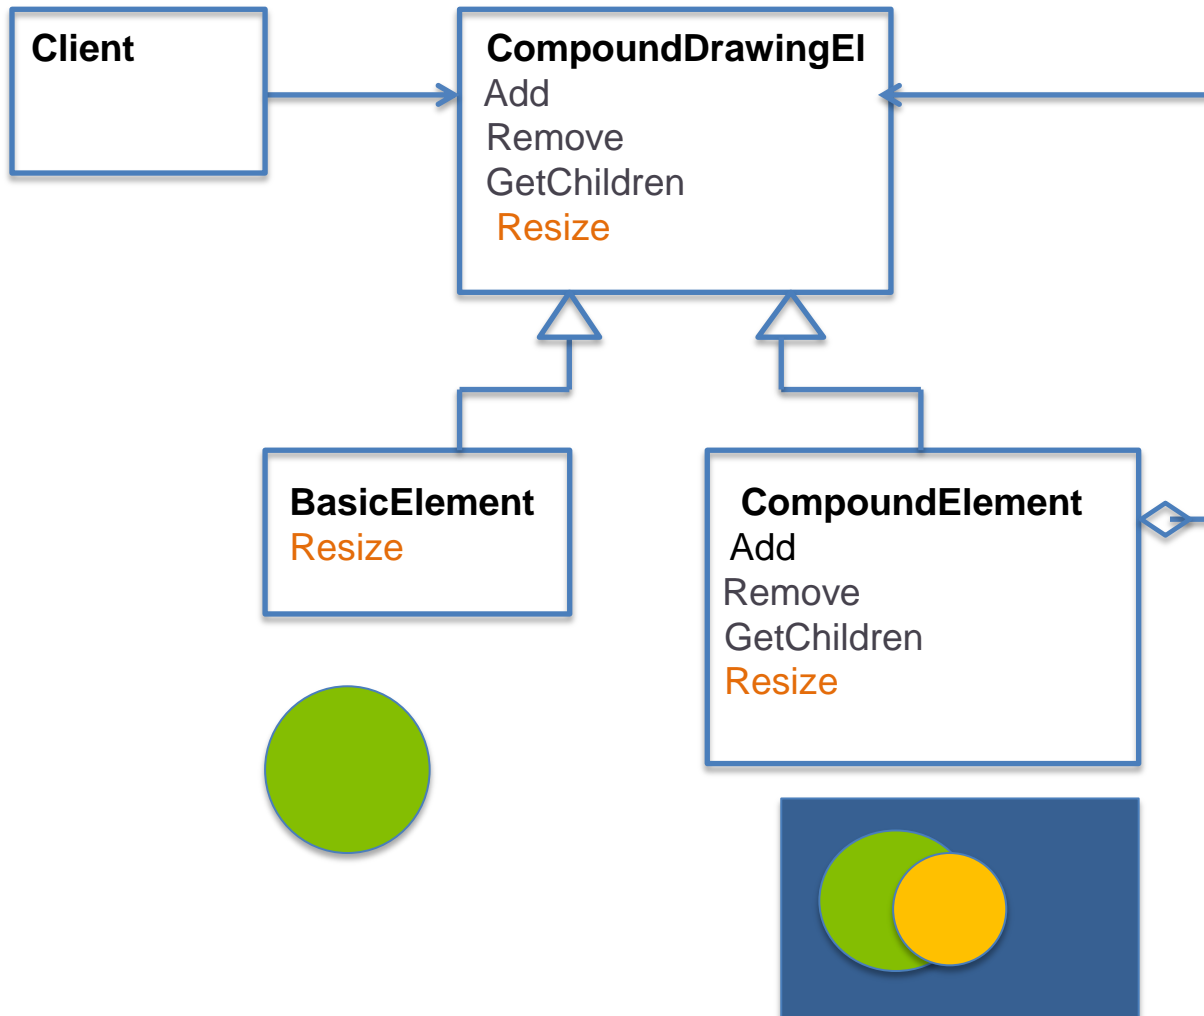 Client
CompoundDrawingEl
Add
Remove
GetChildren
Resize
BasicElement
Resize
CompoundElement
Add
Remove
GetChildren
Resize